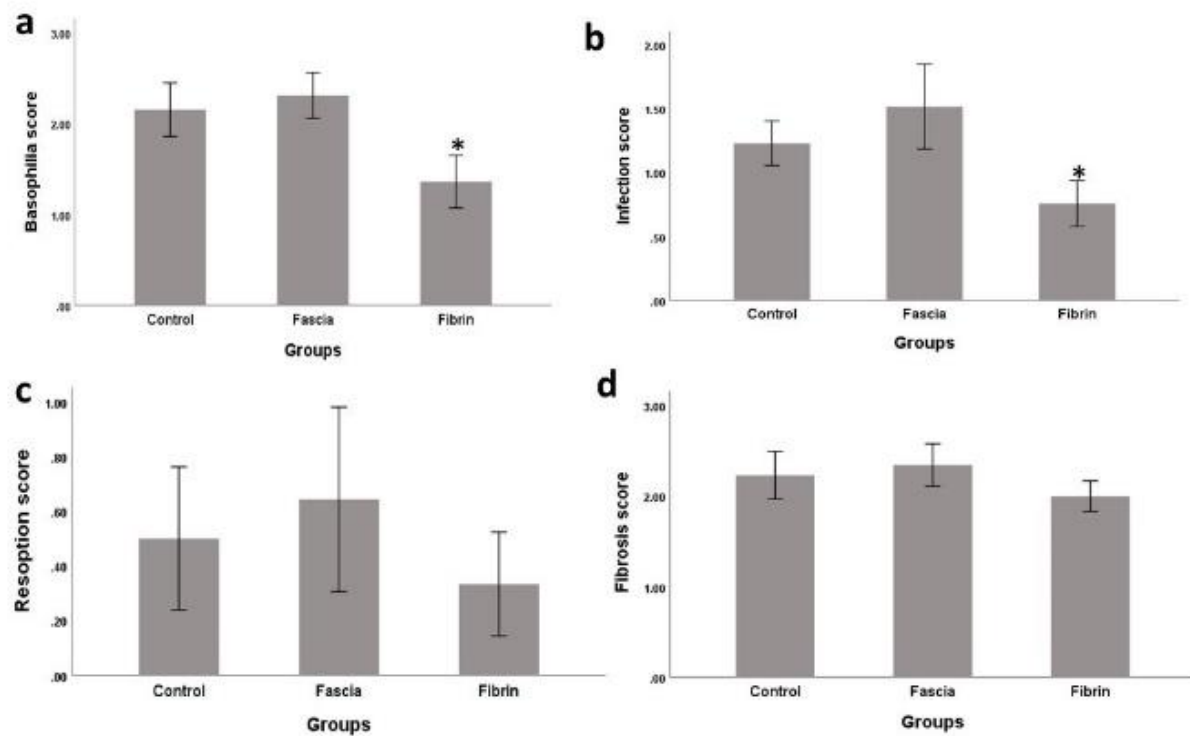 a
3.00
2.00
1.00
.00
Basophilia score
*
Control Fascia Fibrin
Groups
b
2.00
1.50
1.00
.50
.00
Infection score
*
Control Fascia Fibrin
Groups
c
1.00
.80
.60
.40
.20
.00
Resoption score
Control Fascia Fibrin
Groups
d
3.00
2.00
1.00
.00
Fibrosis score
Control Fascia Fibrin
Groups